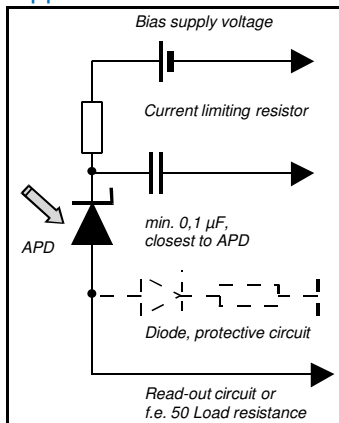 Bias supply voltage
Current limiting resistor
min. 0,1 µF,
closest to APD
APD
Diode, protective circuit
Read-out circuit or
f.e. 50 Load resistance